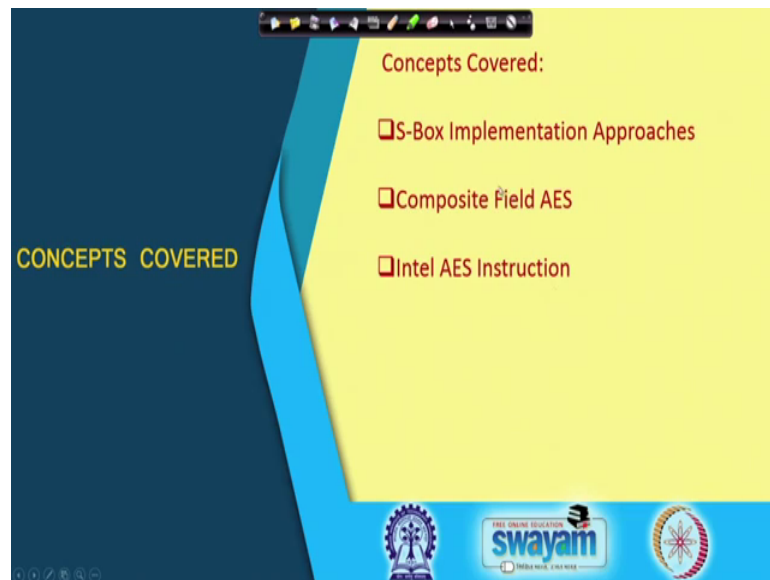 Concepts Covered:
S-Box Implementation Approaches
Composite Field AES
Intel AES Instruction
CONCEPTS COVERED
FREE ONLINE EDUCATION
swayam